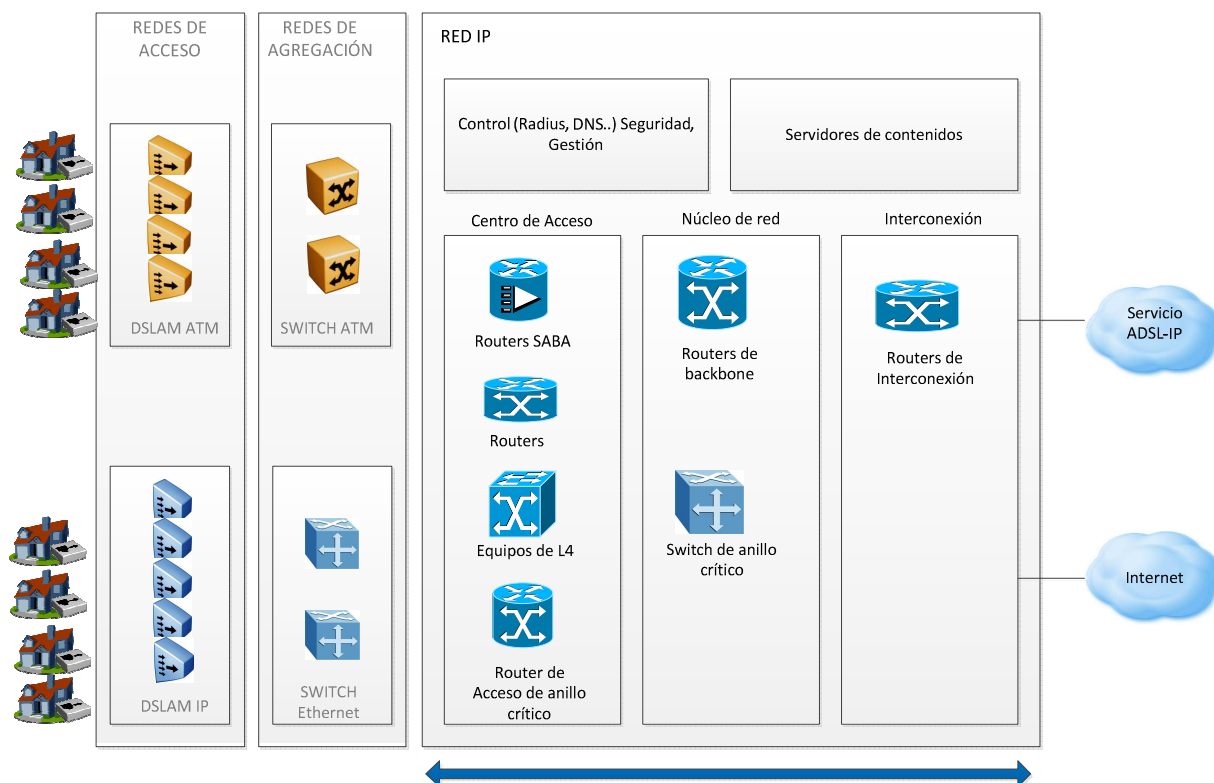 REDES DE
ACCESO
REDES DE
AGREGACIÓN
RED IP
Control (Radius, DNS..) Seguridad,
Gestión
Servidores de contenidos
Centro de Acceso
Núcleo de red
Interconexión
DSLAM ATM
SWITCH ATM
Routers SABA
Routers de
backbone
Routers de
Interconexión
Servicio
ADSL-IP
Routers
Equipos de L4
Switch de anillo
crítico
Internet
Router de
Acceso de anillo
crítico
DSLAM IP
SWITCH
Ethernet